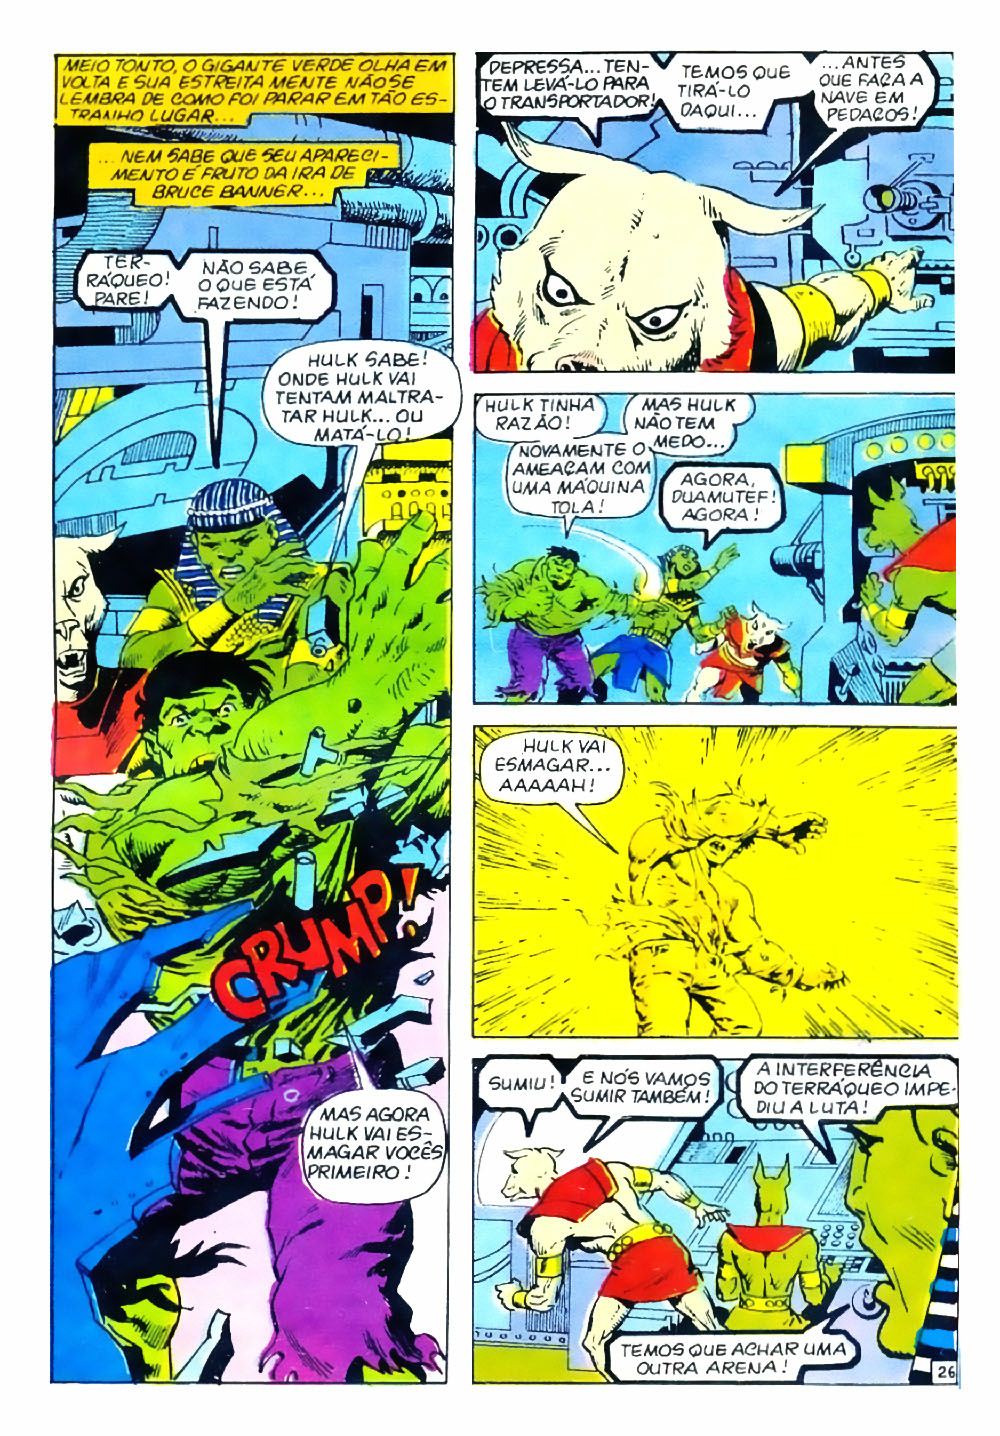 MEIO TONTO, O GIGANTE VERDE OLHA EM
VOLTA E SUA ESTREITA MENTE NÃO SE
LEMBRA DE COMO FOI PARAR EM TÃO ES-
TRANHO LUGAR...
...NEM SABE QUE SEU APARECI-
MENTO É FRUTO DA IRA DE
BRUCE BANNER...
TER-
RÁQUEO!
PARE!
NÃO SABE
O QUE ESTÁ
FAZENDO!
HULK SABE!
ONDE HULK VAI
TENTAM MALTRA-
TAR HULK... OU
MATÁ-LO!
CRUMP!
MAS AGORA
HULK VAI ES-
MAGAR VOCÊS
PRIMEIRO!
DEPRESSA... TEN-
TEM LEVÁ-LO PARA
O TRANSPORTADOR!
TEMOS QUE
TIRÁ-LO
DAQUI...
...ANTES
QUE FAÇA A
NAVE EM
PEDAÇOS!
HULK TINHA
RAZÃO!
NOVAMENTE O
AMEAÇAM COM
UMA MÁQUINA
TOLA!
MAS HULK
NÃO TEM
MEDO...
AGORA,
DUAMUTEF!
AGORA!
HULK VAI
ESMAGAR...
AAAAAH!
SUMIU!
E NÓS VAMOS
SUMIR TAMBÉM!
A INTERFERÊNCIA
DO TERRÁQUEO IMPE-
DIU A LUTA!
TEMOS QUE ACHAR UMA
OUTRA ARENA!
26